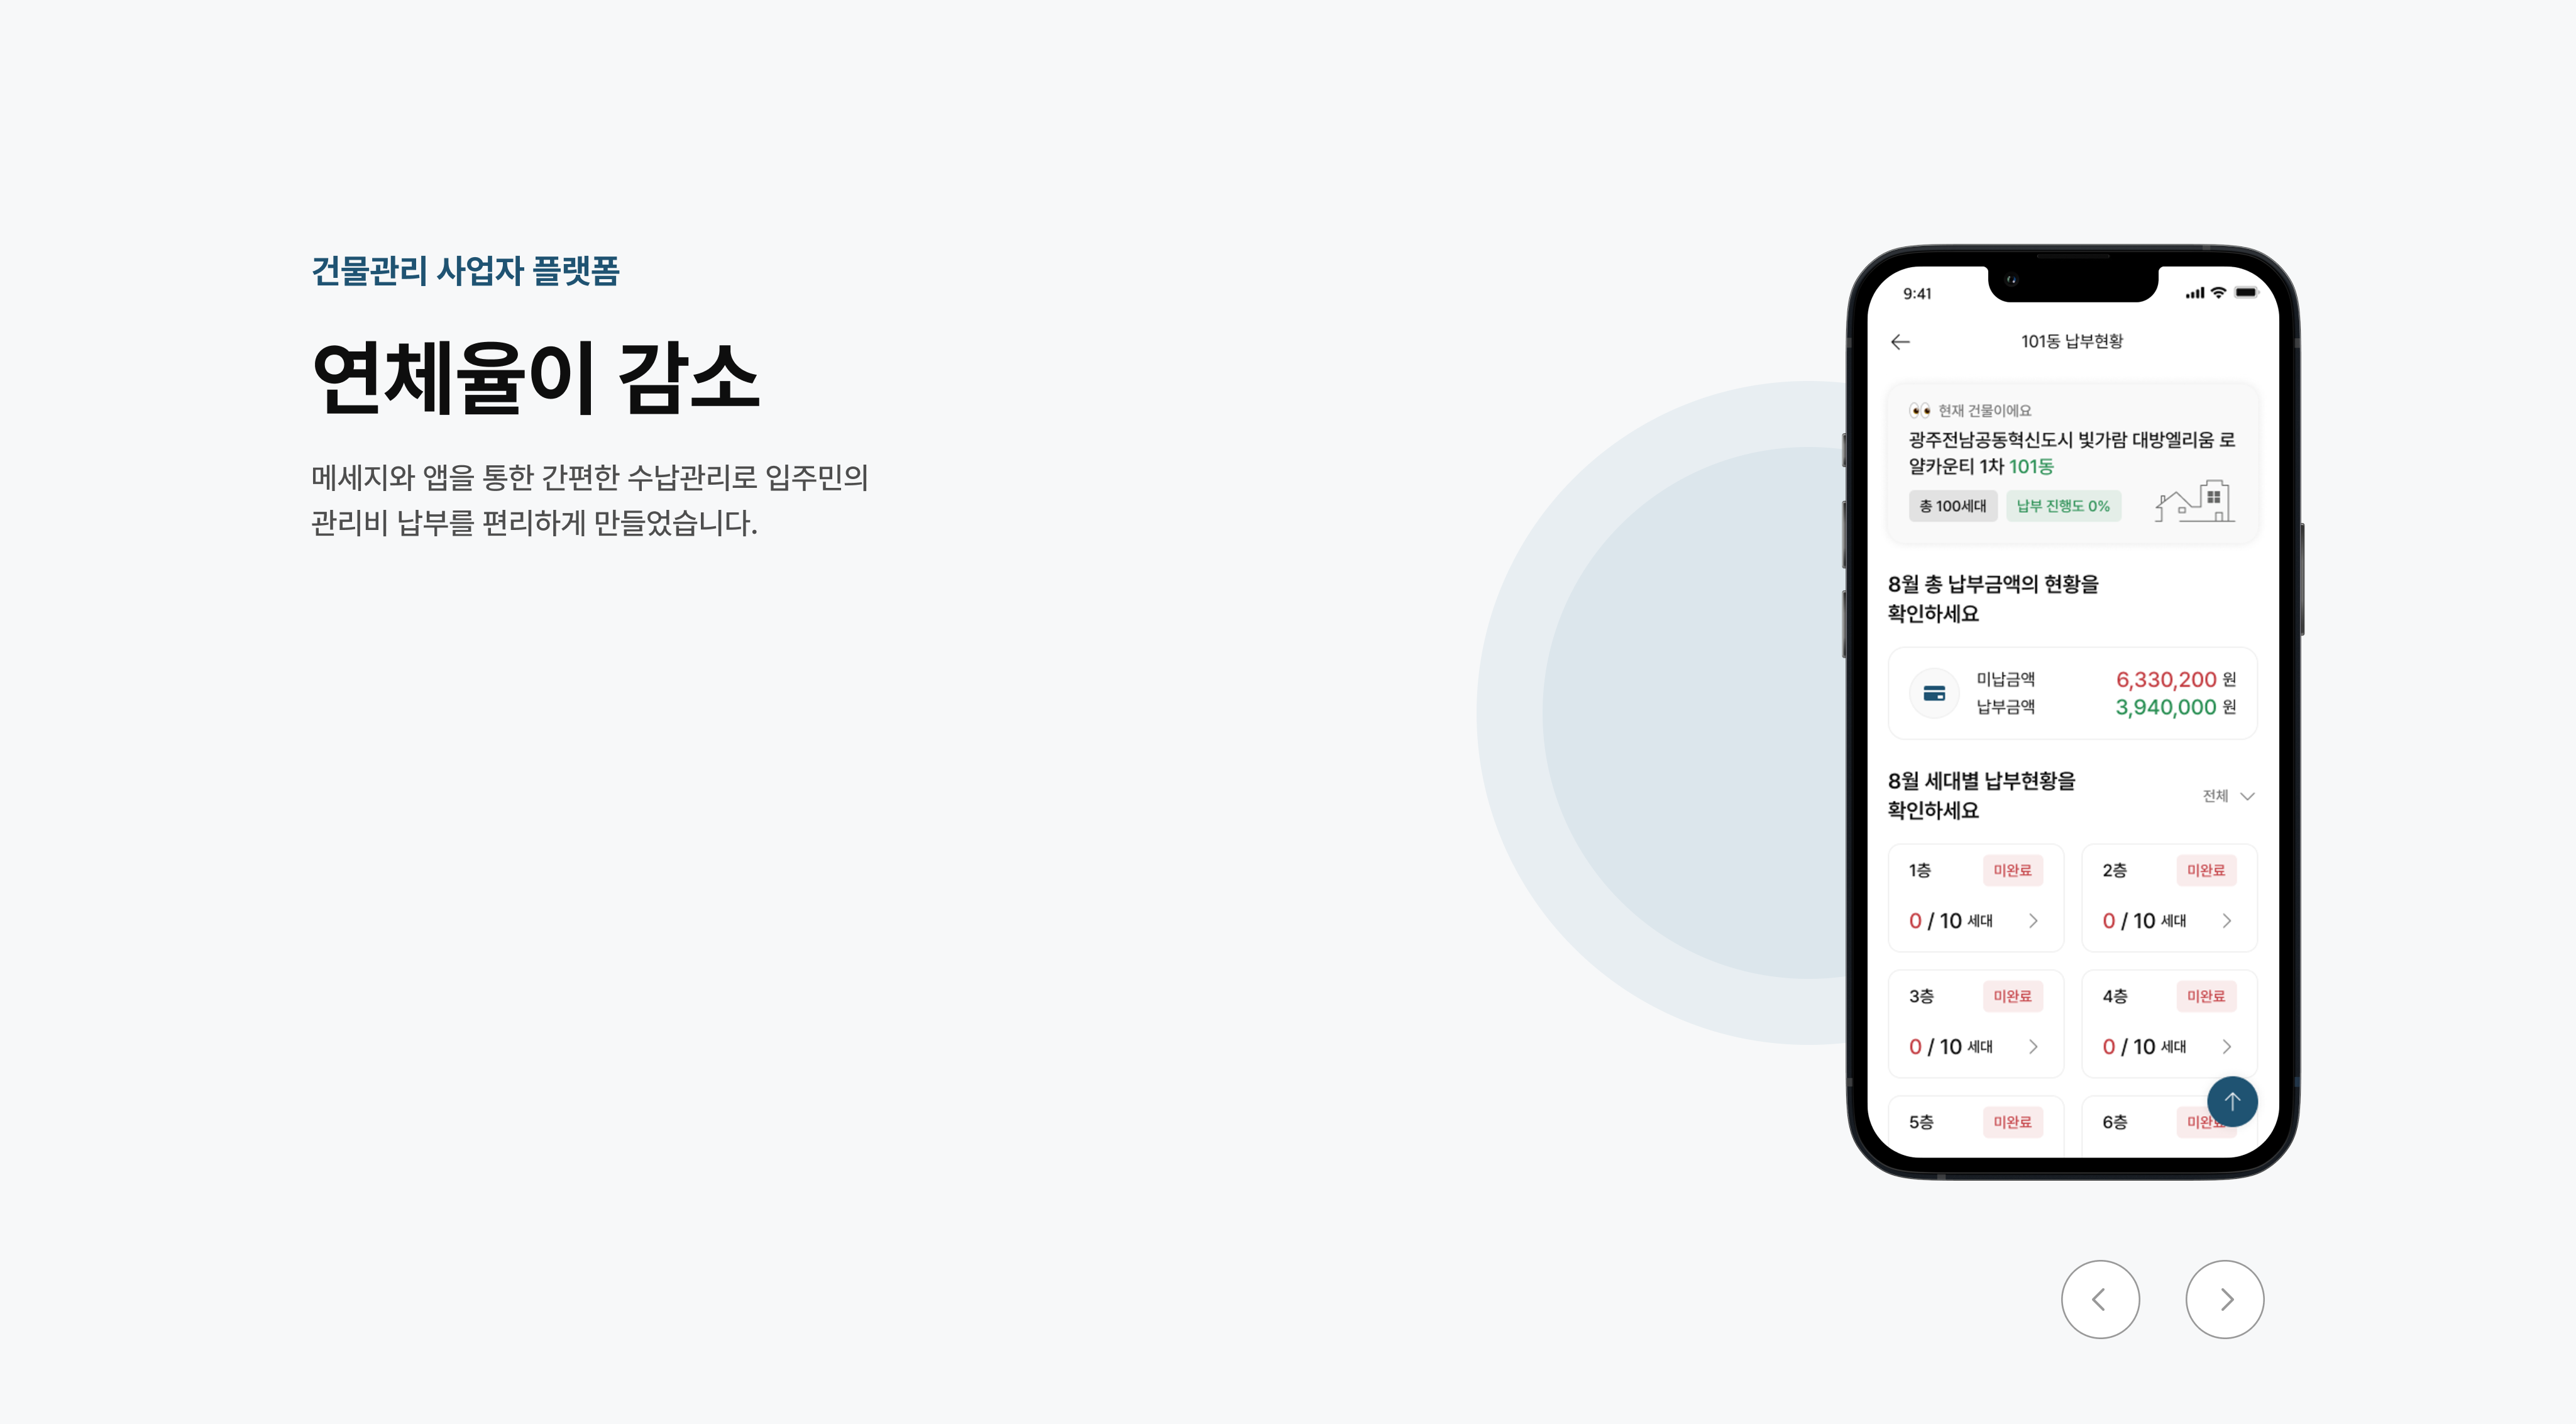 건물관리 사업자 플랫폼
연체율이 감소
메세지와 앱을 통한 간편한 수납관리로 입주민의
관리비 납부를 편리하게 만들었습니다.
9:41
101동 납부현황
👀 현재 건물이에요
광주전남공동혁신도시 빛가람 대방엘리움 로
얄카운티 1차 101동
총 100세대 납부 진행도 0%
8월 총 납부금액의 현황을
확인하세요
미납금액 6,330,200 원
납부금액 3,940,000 원
8월 세대별 납부현황을
확인하세요
전체
1층 미완료
0 / 10 세대
2층 미완료
0 / 10 세대
3층 미완료
0 / 10 세대
4층 미완료
0 / 10 세대
5층 미완료
6층 미완료